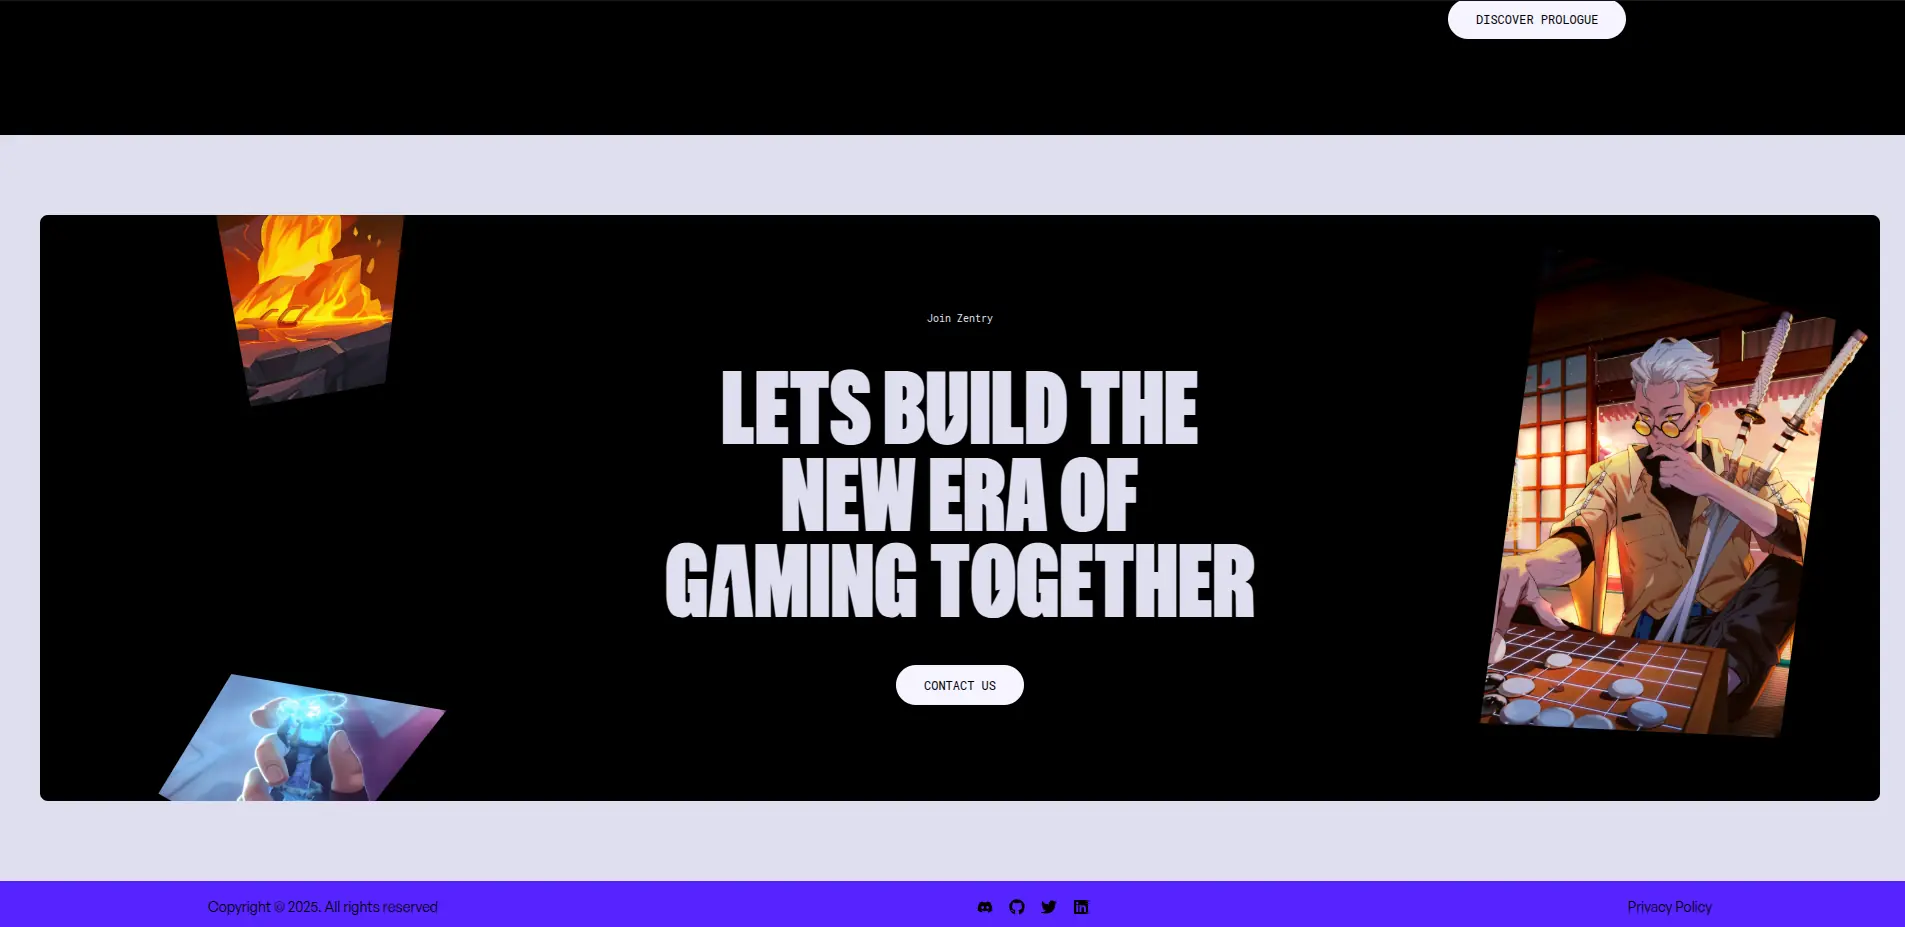 DISCOVER PROLOGUE
Join Zentry
LETS BUILD THE
NEW ERA OF
GAMING TOGETHER
CONTACT US
Copyright © 2025. All rights reserved
Privacy Policy